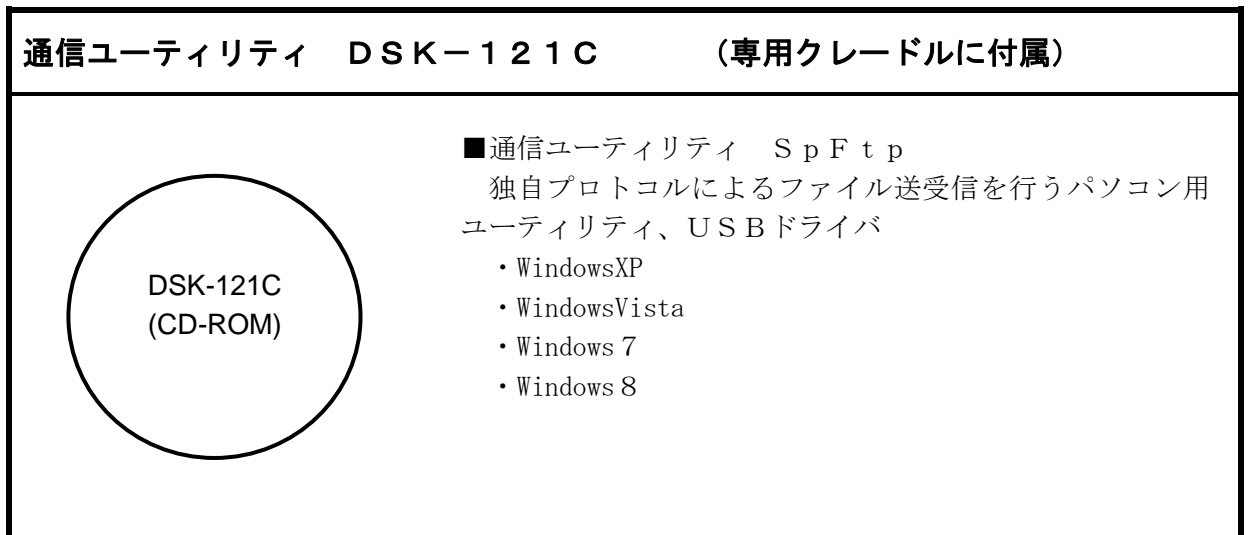 通信ユーティリティ　ＤＳＫ－１２１Ｃ　　　（専用クレードルに付属）
DSK-121C
(CD-ROM)
■通信ユーティリティ　ＳｐＦｔｐ
　独自プロトコルによるファイル送受信を行うパソコン用
ユーティリティ、ＵＳＢドライバ
・WindowsXP
・WindowsVista
・Windows７
・Windows８